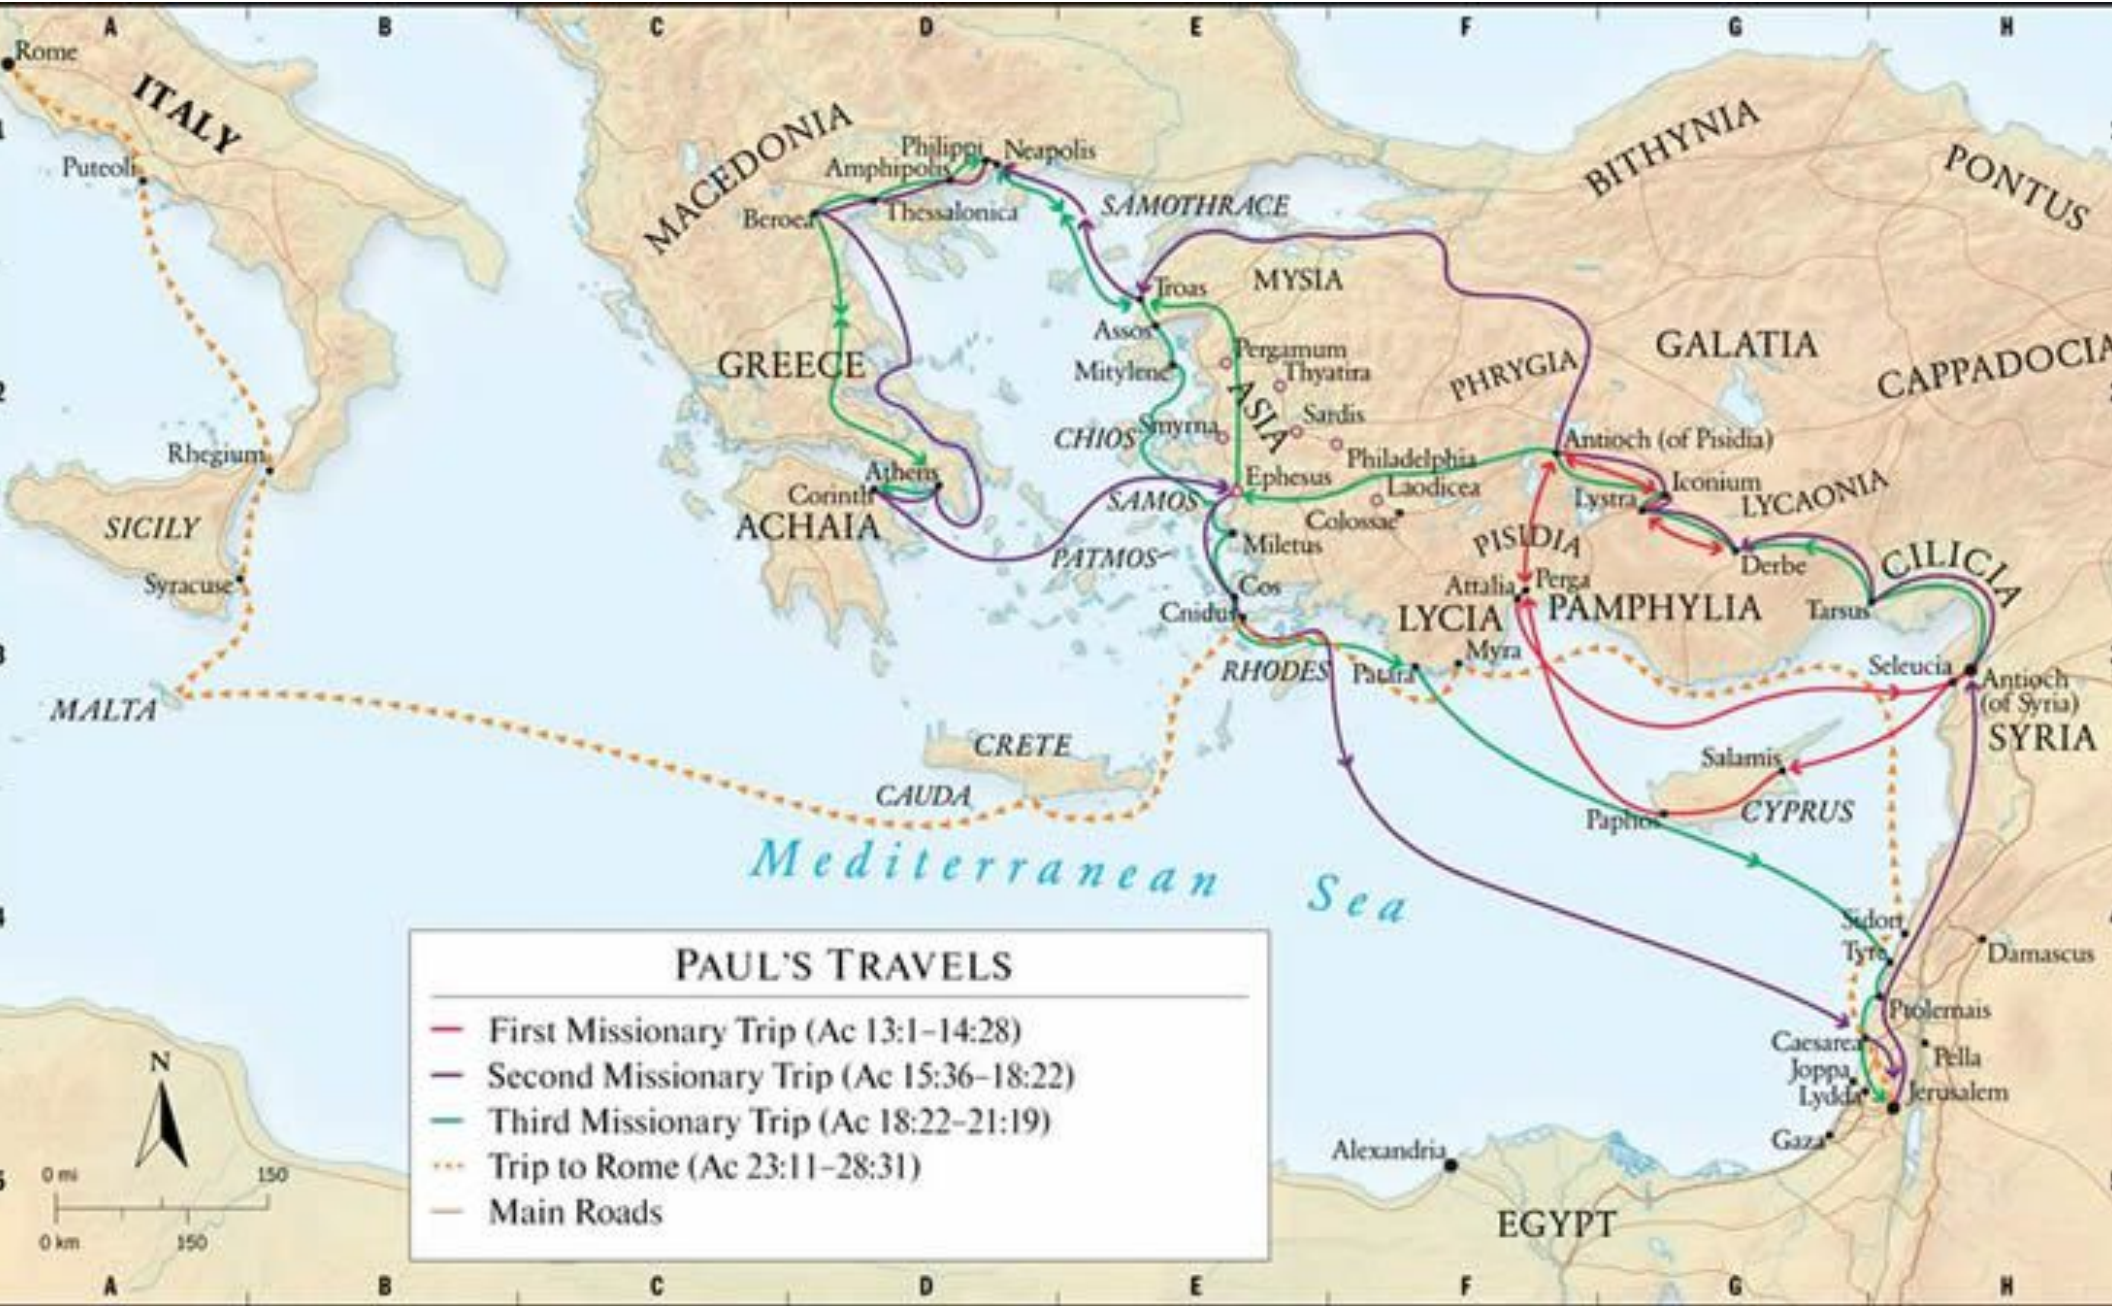 A B C D E F G H
Rome
ITALY
1
Puteoli
MACEDONIA
Philippi
Neapolis
Amphipolis
Beroea
Thessalonica
SAMOTHRACE
BITHYNIA
PONTUS
Troas
MYSIA
Assos
GREECE
Mitylene
Pergamum
Thyatira
ASIA
PHRYGIA
GALATIA
CAPPADOCIA
2
Sardis
CHIOS
Smyrna
Philadelphia
Antioch (of Pisidia)
Rhegium
Athens
Corinth
ACHAIA
SAMOS
Ephesus
Laodicea
Colossae
Iconium
Lystra
LYCAONIA
SICILY
PATMOS
Miletus
PISIDIA
Derbe
CILICIA
Syracuse
Cos
Cnidus
Attalia
Perga
LYCIA
PAMPHYLIA
Tarsus
3
RHODES
Patara
Myra
Seleucia
Antioch
(of Syria)
SYRIA
MALTA
CRETE
CAUDA
Salamis
Paphos
CYPRUS
Mediterranean Sea
4
Sidon
Tyre
Damascus
Ptolemais
Caesarea
Pella
Joppa
Lydda
Jerusalem
Gaza
Alexandria
EGYPT
PAUL'S TRAVELS
First Missionary Trip (Ac 13:1–14:28)
Second Missionary Trip (Ac 15:36–18:22)
Third Missionary Trip (Ac 18:22–21:19)
Trip to Rome (Ac 23:11–28:31)
Main Roads
N
5
0 mi 150
0 km 150
A B C D E F G H